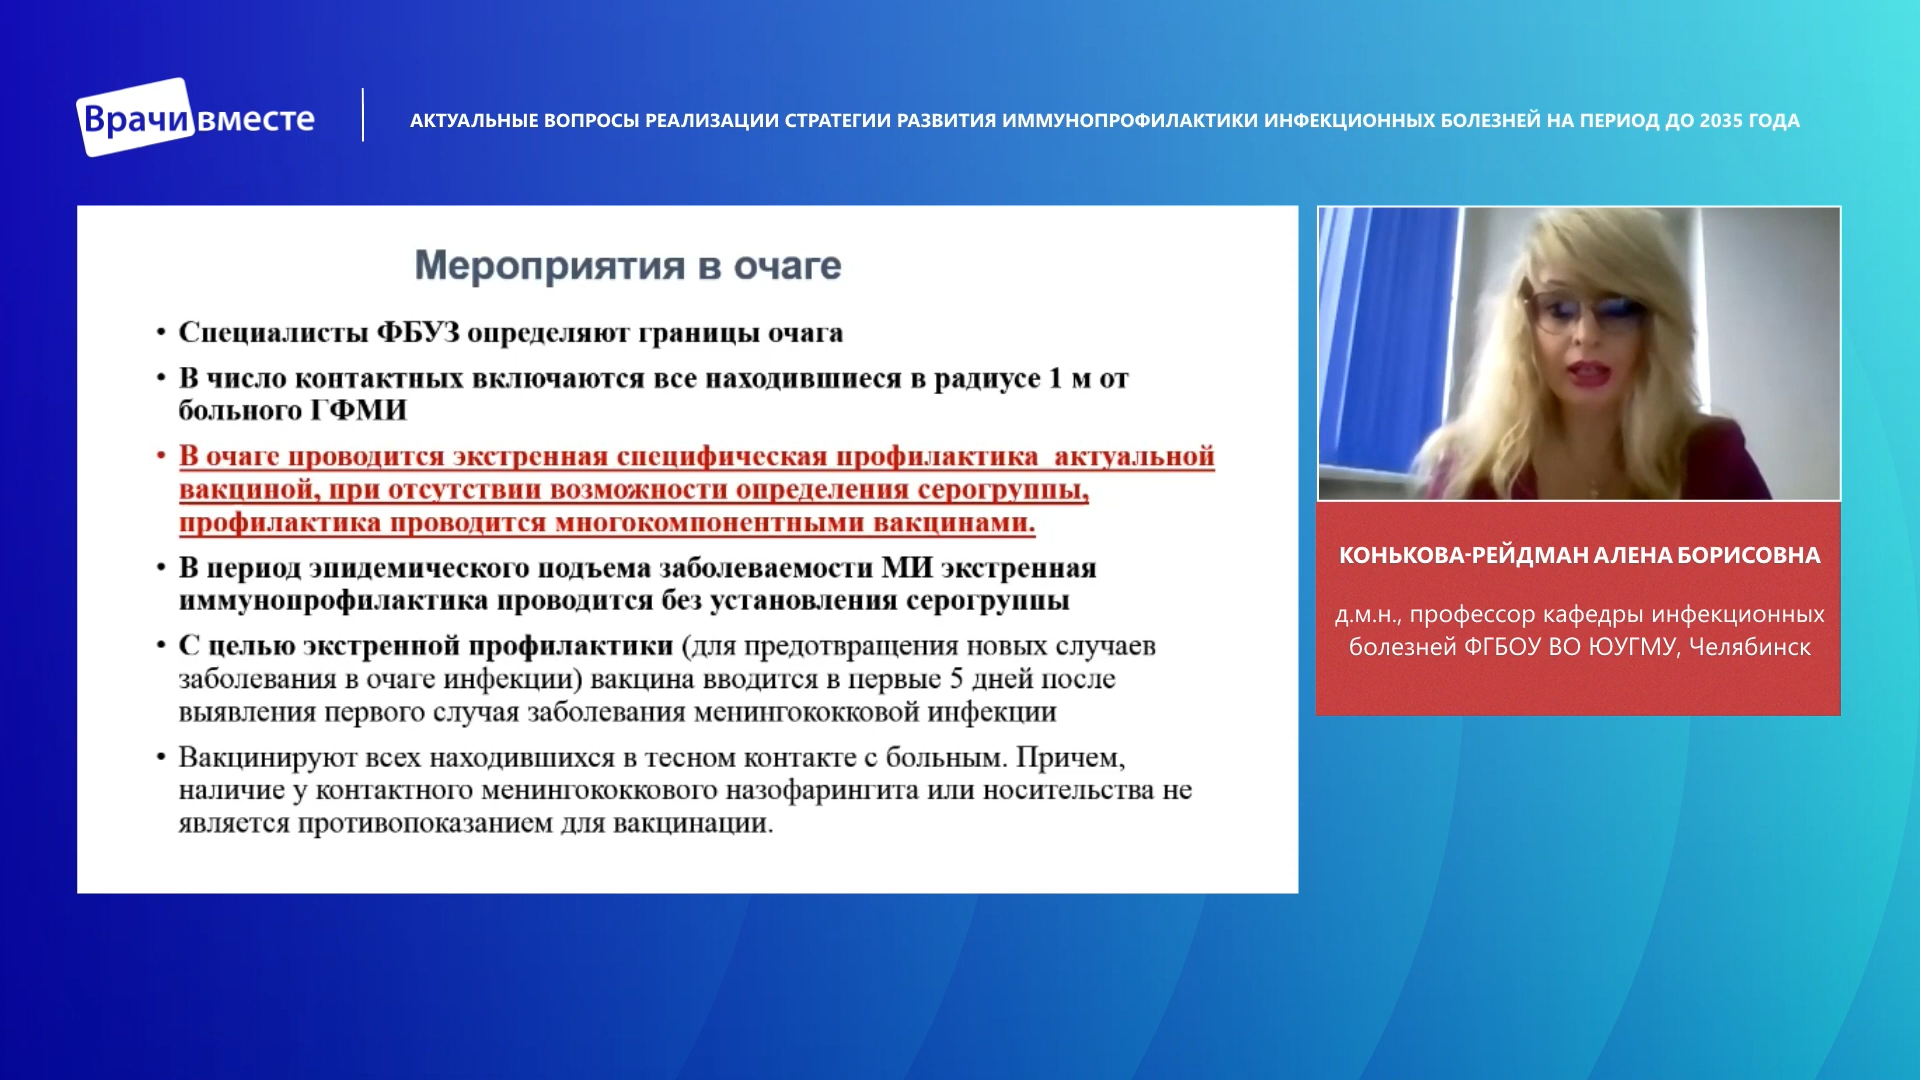 Врачи вместе
АКТУАЛЬНЫЕ ВОПРОСЫ РЕАЛИЗАЦИИ СТРАТЕГИИ РАЗВИТИЯ ИММУНОПРОФИЛАКТИКИ ИНФЕКЦИОННЫХ БОЛЕЗНЕЙ НА ПЕРИОД ДО 2035 ГОДА
Мероприятия в очаге
• Специалисты ФБУЗ определяют границы очага
• В число контактных включаются все находившиеся в радиусе 1 м от
больного ГФМИ
• В очаге проводится экстренная специфическая профилактика актуальной
вакциной, при отсутствии возможности определения серогруппы,
профилактика проводится многокомпонентными вакцинами.
• В период эпидемического подъема заболеваемости МИ экстренная
иммунопрофилактика проводится без установления серогруппы
• С целью экстренной профилактики (для предотвращения новых случаев
заболевания в очаге инфекции) вакцина вводится в первые 5 дней после
выявления первого случая заболевания менингококковой инфекции
• Вакцинируют всех находившихся в тесном контакте с больным. Причем,
наличие у контактного менингококкового назофарингита или носительства не
является противопоказанием для вакцинации.
КОНЬКОВА-РЕЙДМАН АЛЕНА БОРИСОВНА
д.м.н., профессор кафедры инфекционных
болезней ФГБОУ ВО ЮУГМУ, Челябинск